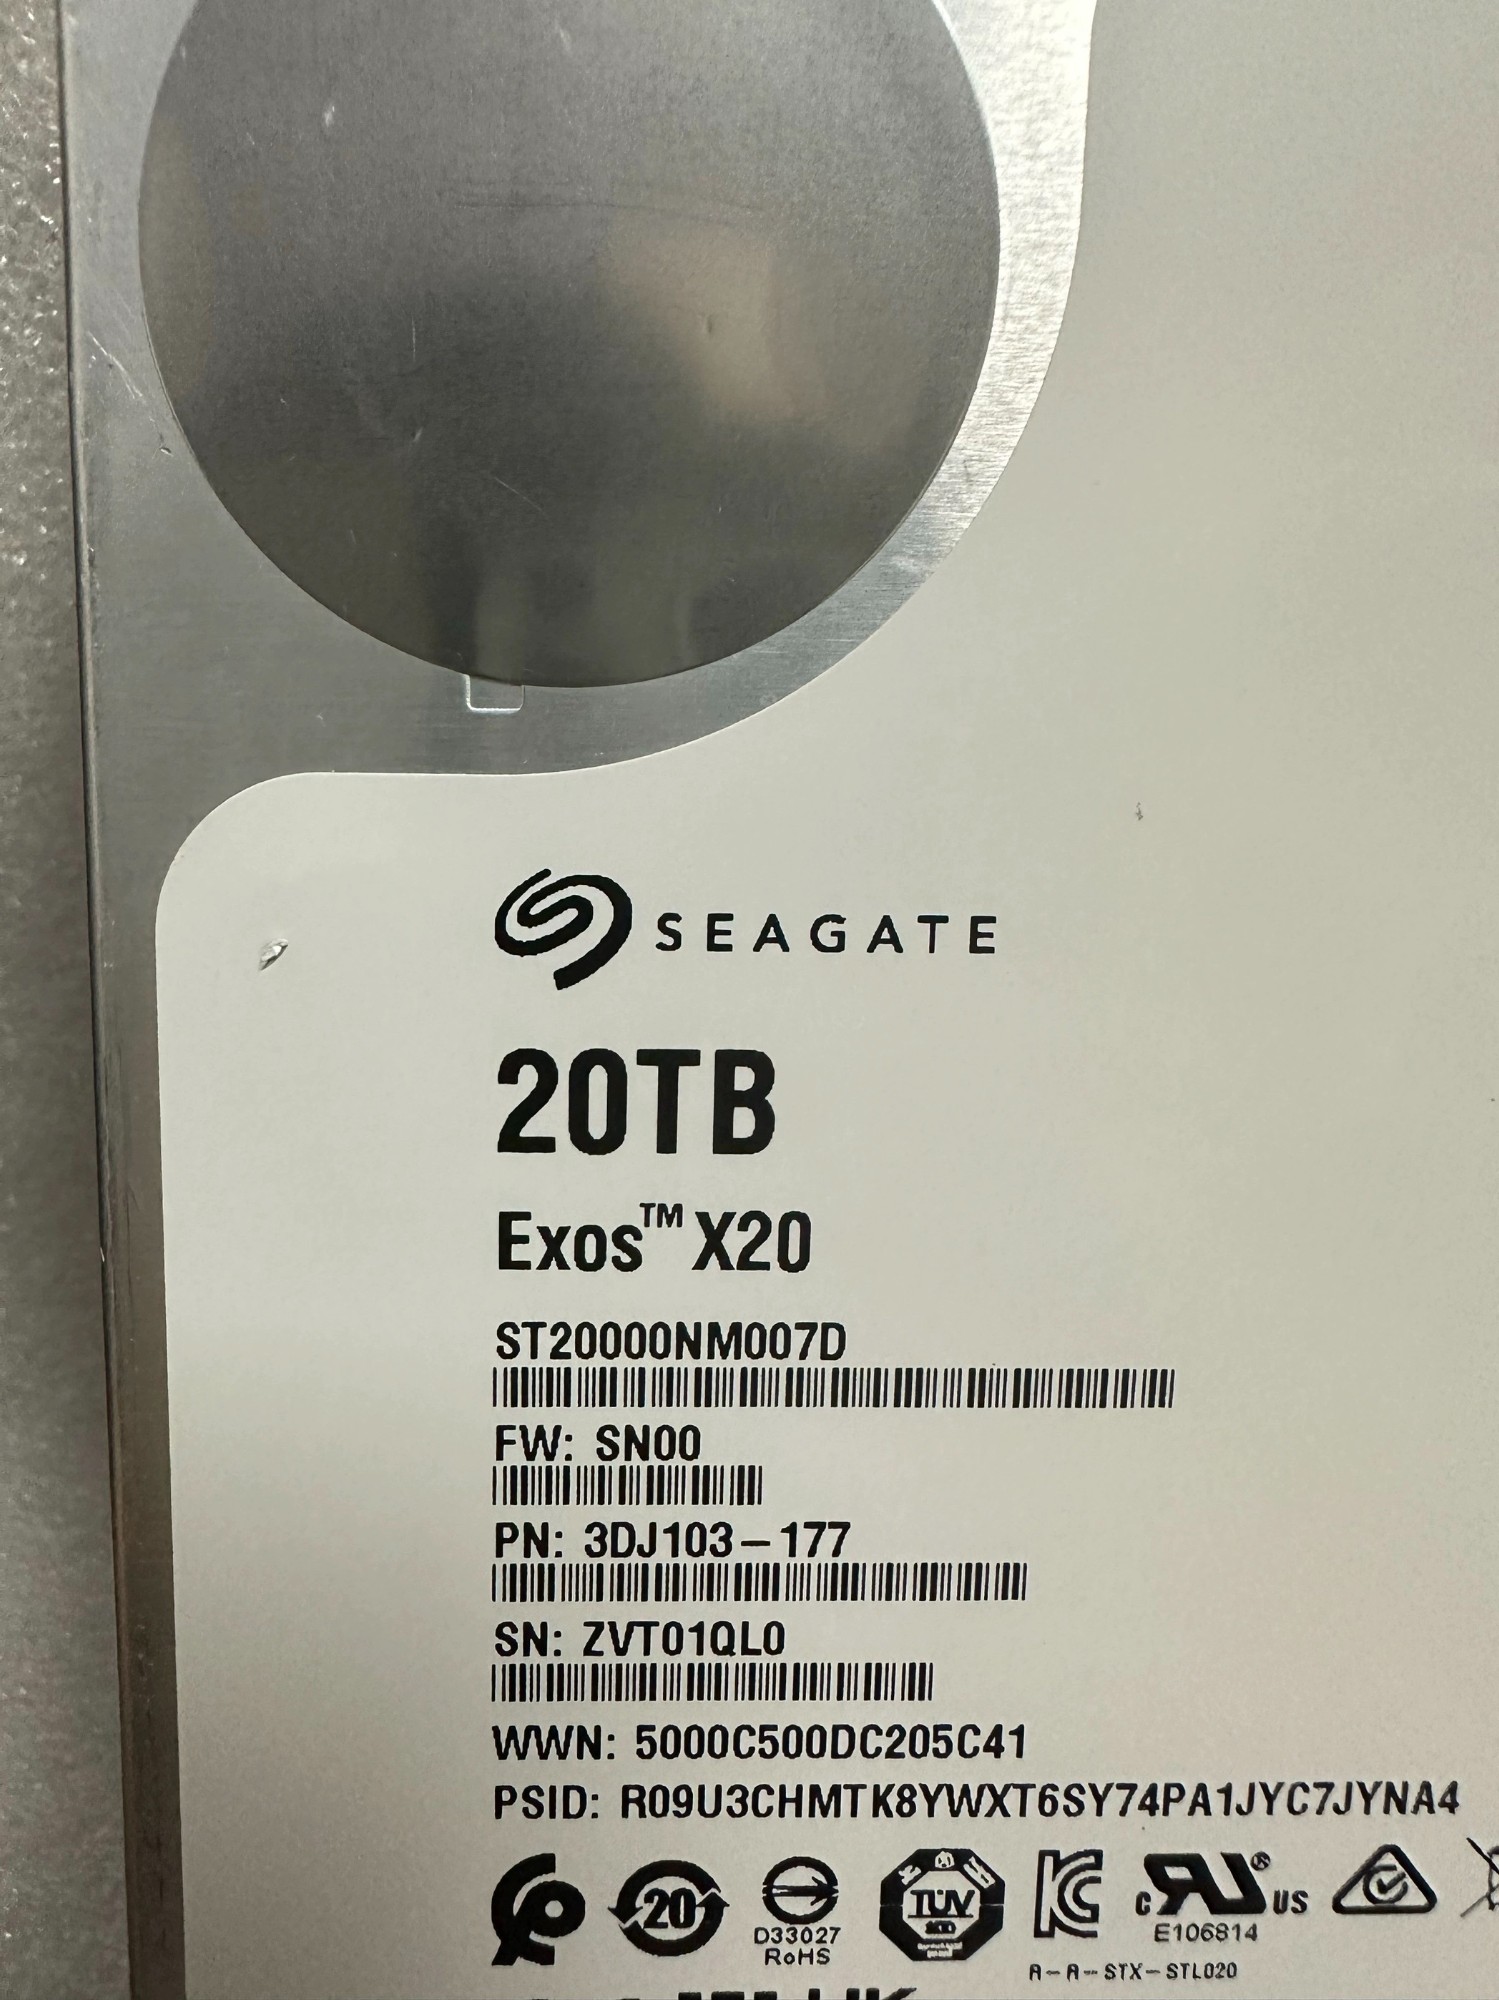 SEAGATE
20TB
Exos™ X20
ST20000NM007D
FW: SN00
PN: 3DJ103-177
SN: ZVT01QL0
WWN: 5000C500DC205C41
PSID: R09U3CHMTK8YWXT6SY74PA1JYC7JYNA4
20
D33027
RoHS
TÜV
c RU ® US
E106814
A-A-STX-STL020